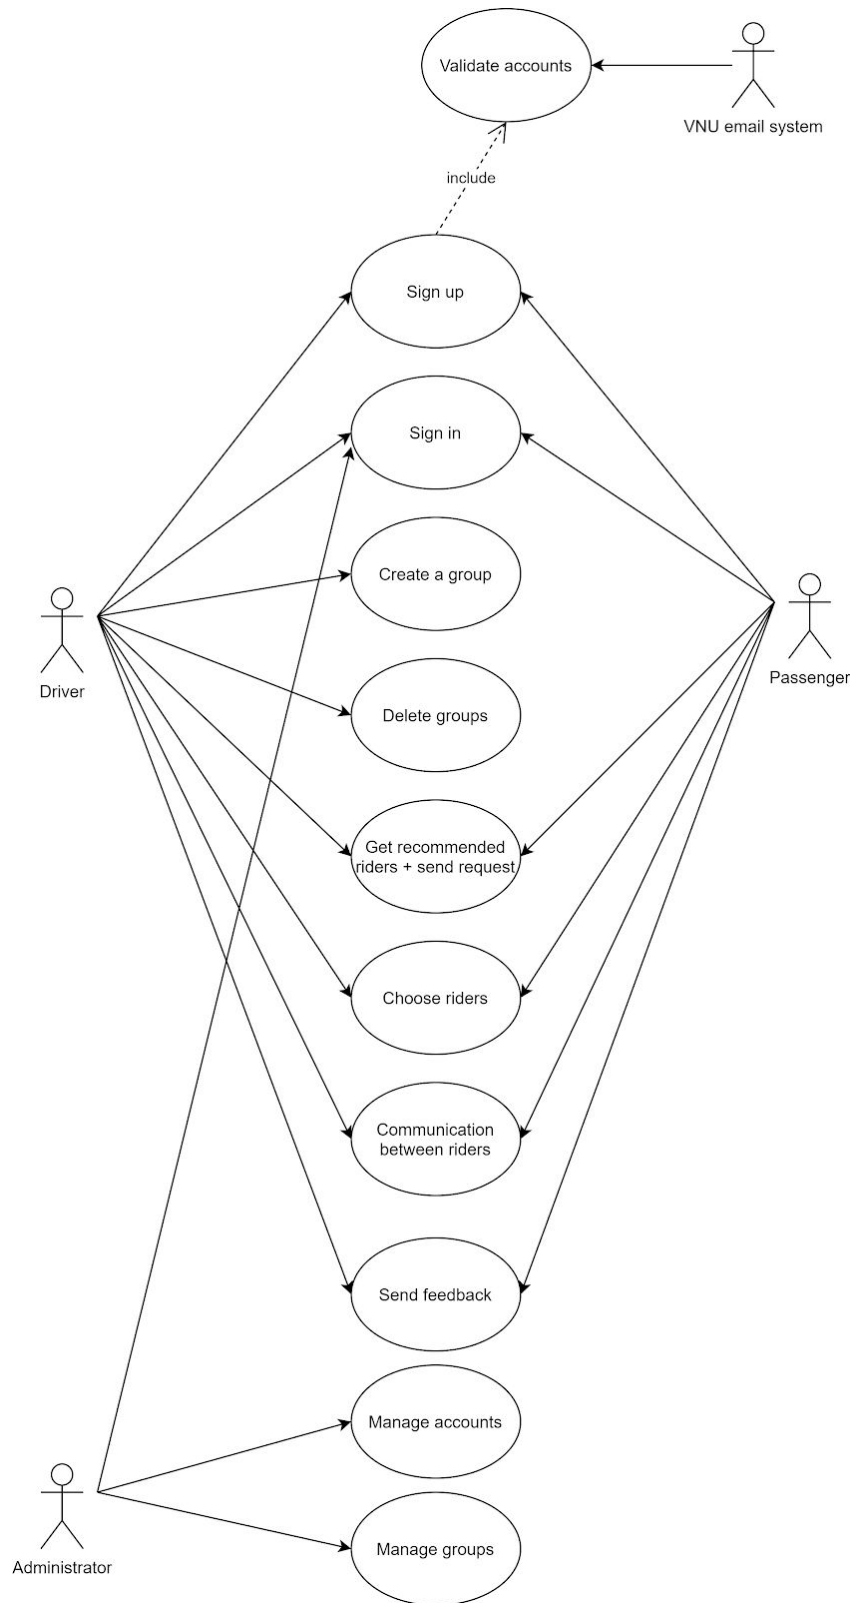 Validate accounts
VNU email system
include
Sign up
Sign in
Create a group
Driver
Passenger
Delete groups
Get recommended
riders + send request
Choose riders
Communication
between riders
Send feedback
Manage accounts
Administrator
Manage groups